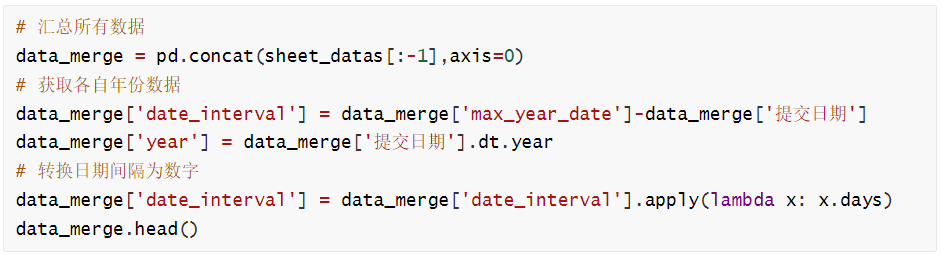 # 汇总所有数据
data_merge = pd.concat(sheet_datas[:-1],axis=0)
# 获取各自年份数据
data_merge['date_interval'] = data_merge['max_year_date']-data_merge['提交日期']
data_merge['year'] = data_merge['提交日期'].dt.year
# 转换日期间隔为数字
data_merge['date_interval'] = data_merge['date_interval'].apply(lambda x: x.days)
data_merge.head()